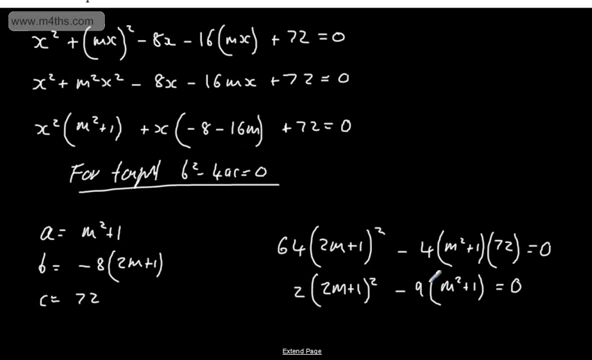 www.m4ths.com
x² + (mx)² - 8x - 16(mx) + 72 = 0
x² + m²x² - 8x - 16mx + 72 = 0
x²(m²+1) + x(-8 - 16m) + 72 = 0
For tangent b² - 4ac = 0
a = m²+1
b = -8(2m+1)
c = 72
64(2m+1)² - 4(m²+1)(72) = 0
2(2m+1)² - 9(m²+1) = 0
Extend Page